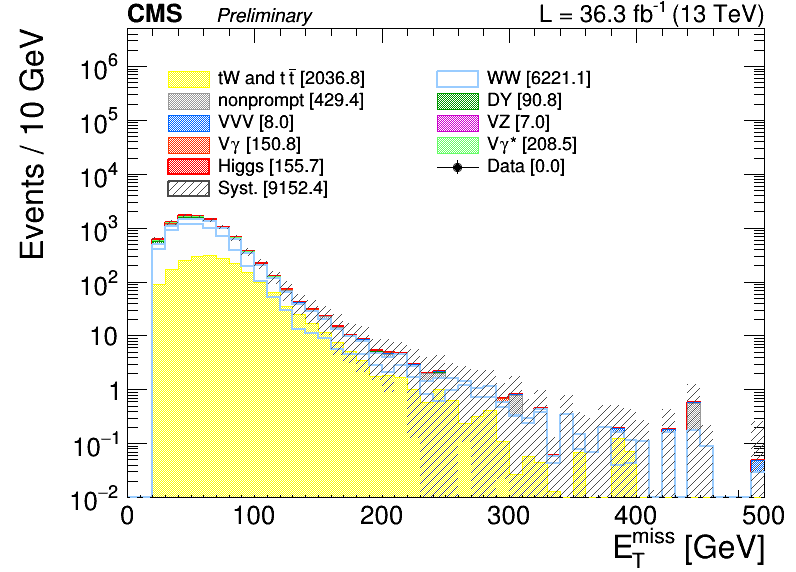 CMS Preliminary L = 36.3 fb⁻¹ (13 TeV)
Events / 10 GeV
10⁶
10⁵
10⁴
10³
10²
10
1
10⁻¹
10⁻²
tW and tt̄ [2036.8]
nonprompt [429.4]
VVV [8.0]
Vγ [150.8]
Higgs [155.7]
Syst. [9152.4]
WW [6221.1]
DY [90.8]
VZ [7.0]
Vγ* [208.5]
Data [0.0]
0 100 200 300 400 500
E_T^miss [GeV]